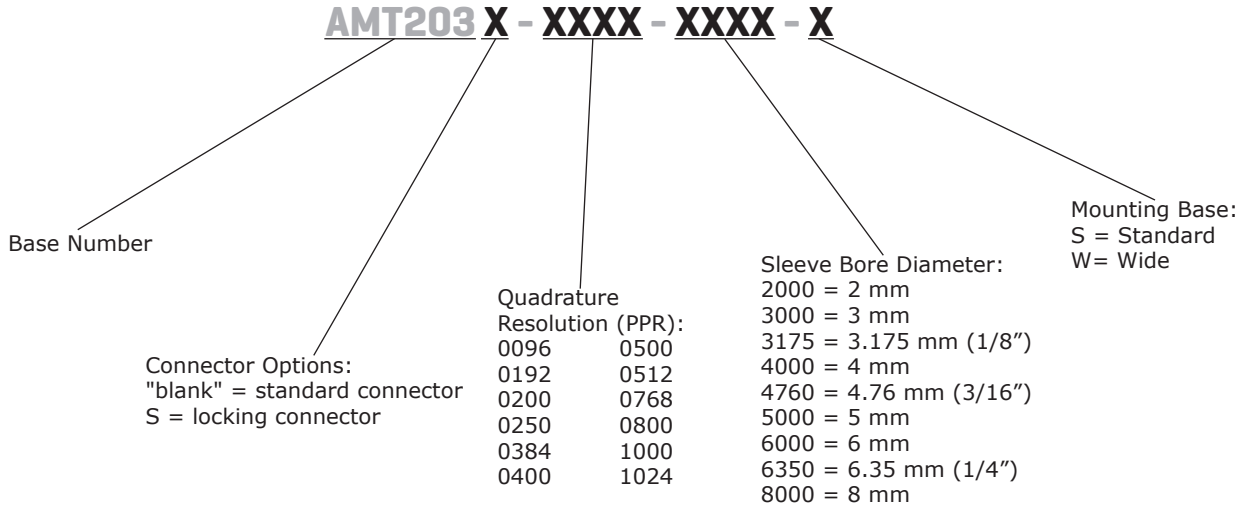 AMT203 X - XXXX - XXXX - X
Base Number
Connector Options:
"blank" = standard connector
S = locking connector
Quadrature
Resolution (PPR):
0096 0500
0192 0512
0200 0768
0250 0800
0384 1000
0400 1024
Sleeve Bore Diameter:
2000 = 2 mm
3000 = 3 mm
3175 = 3.175 mm (1/8”)
4000 = 4 mm
4760 = 4.76 mm (3/16”)
5000 = 5 mm
6000 = 6 mm
6350 = 6.35 mm (1/4”)
8000 = 8 mm
Mounting Base:
S = Standard
W= Wide